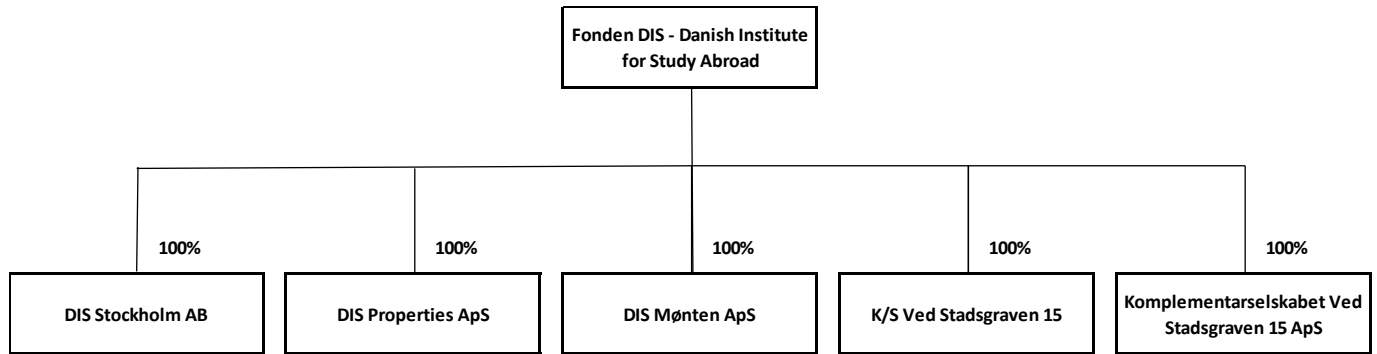 Fonden DIS - Danish Institute
for Study Abroad
100%
100%
100%
100%
100%
DIS Stockholm AB
DIS Properties ApS
DIS Mønten ApS
K/S Ved Stadsgraven 15
Komplementarselskabet Ved
Stadsgraven 15 ApS